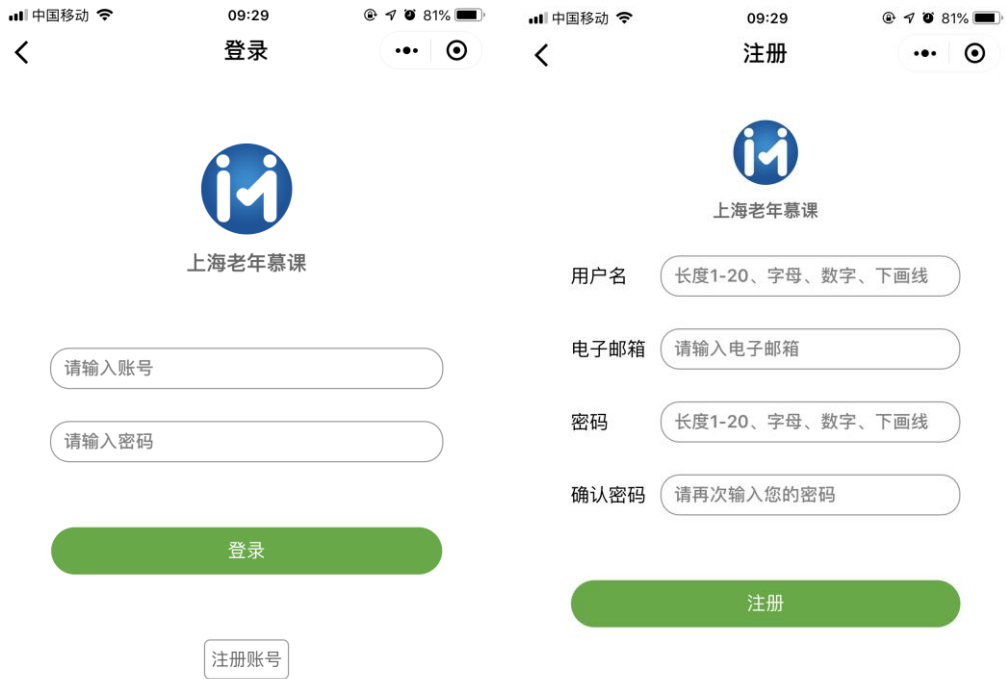 中国移动 09:29 81%
登录
上海老年慕课
请输入账号
请输入密码
登录
注册账号
中国移动 09:29 81%
注册
上海老年慕课
用户名 长度1-20、字母、数字、下画线
电子邮箱 请输入电子邮箱
密码 长度1-20、字母、数字、下画线
确认密码 请再次输入您的密码
注册